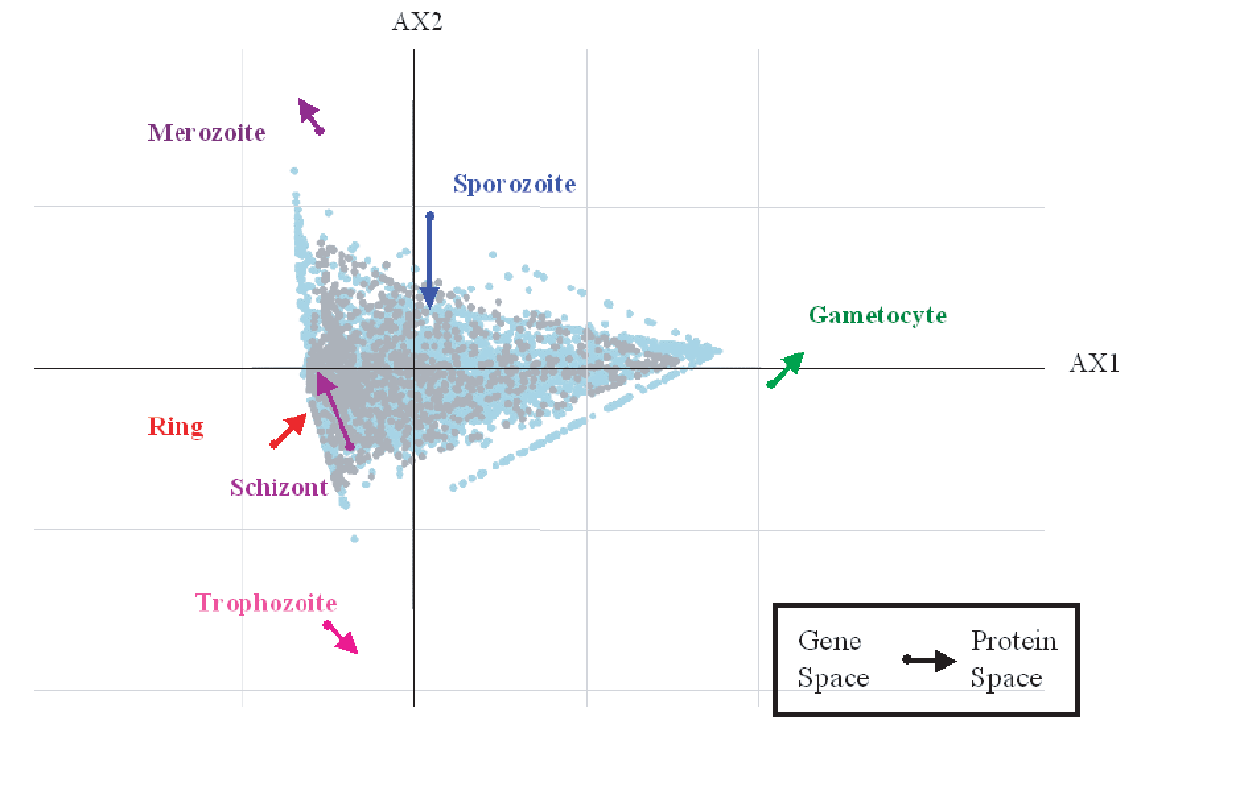 AX2
Merozoite
Sporozoite
Gametocyte
AX1
Ring
Schizont
Trophozoite
Gene Space
Protein Space